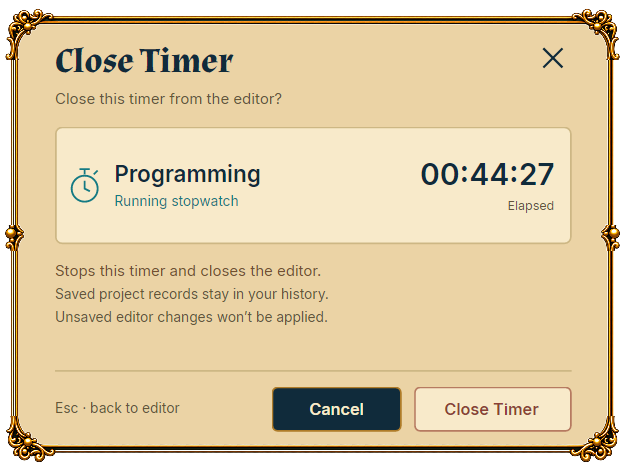 Close Timer
Close this timer from the editor?
Programming
Running stopwatch
00:44:27
Elapsed
Stops this timer and closes the editor.
Saved project records stay in your history.
Unsaved editor changes won’t be applied.
Esc · back to editor
Cancel
Close Timer